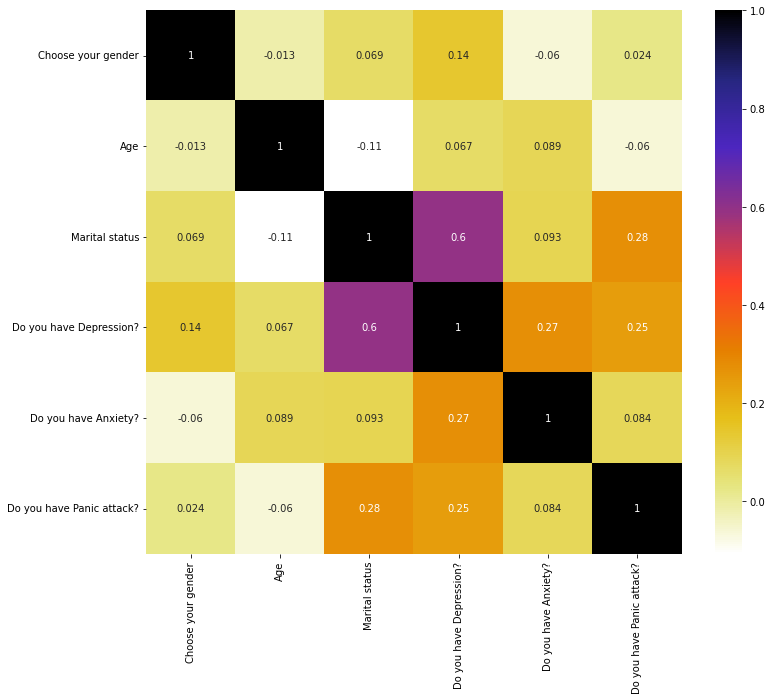 Choose your gender 1 -0.013 0.069 0.14 -0.06 0.024
Age -0.013 1 -0.11 0.067 0.089 -0.06
Marital status 0.069 -0.11 1 0.6 0.093 0.28
Do you have Depression? 0.14 0.067 0.6 1 0.27 0.25
Do you have Anxiety? -0.06 0.089 0.093 0.27 1 0.084
Do you have Panic attack? 0.024 -0.06 0.28 0.25 0.084 1
Choose your gender
Age
Marital status
Do you have Depression?
Do you have Anxiety?
Do you have Panic attack?
1.0
0.8
0.6
0.4
0.2
0.0